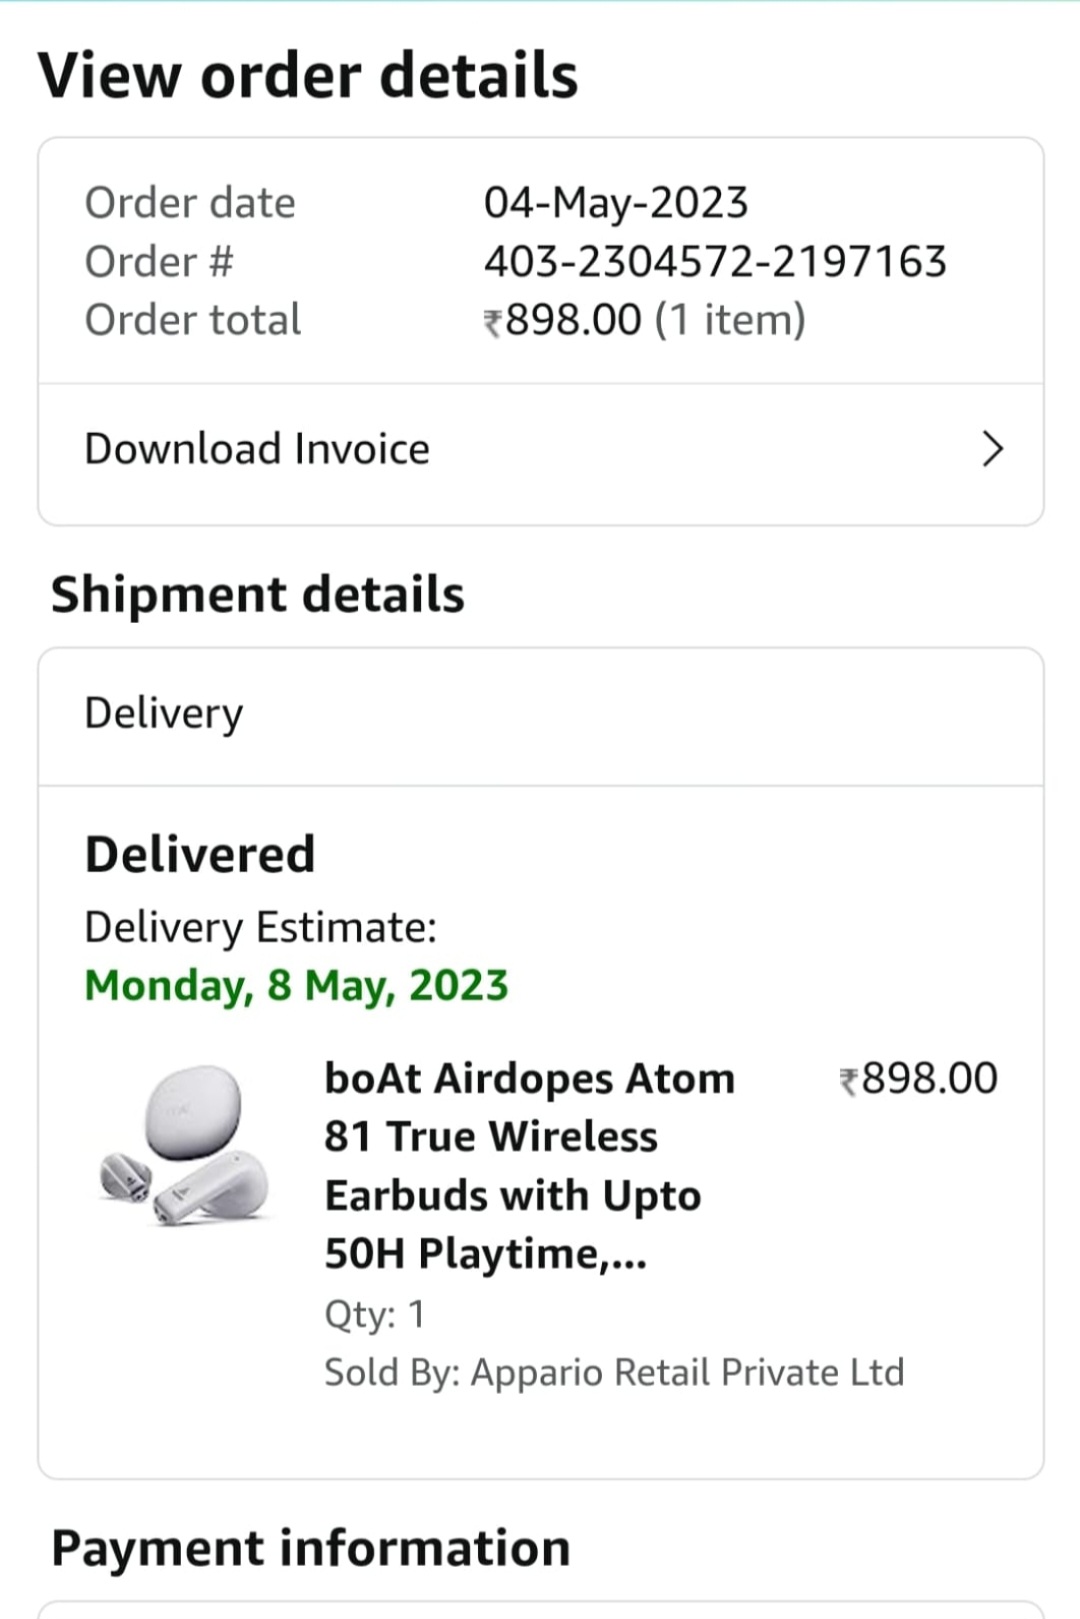 View order details
Order date 04-May-2023
Order # 403-2304572-2197163
Order total ₹898.00 (1 item)
Download Invoice
Shipment details
Delivery
Delivered
Delivery Estimate:
Monday, 8 May, 2023
boAt Airdopes Atom ₹898.00
81 True Wireless
Earbuds with Upto
50H Playtime,...
Qty: 1
Sold By: Appario Retail Private Ltd
Payment information